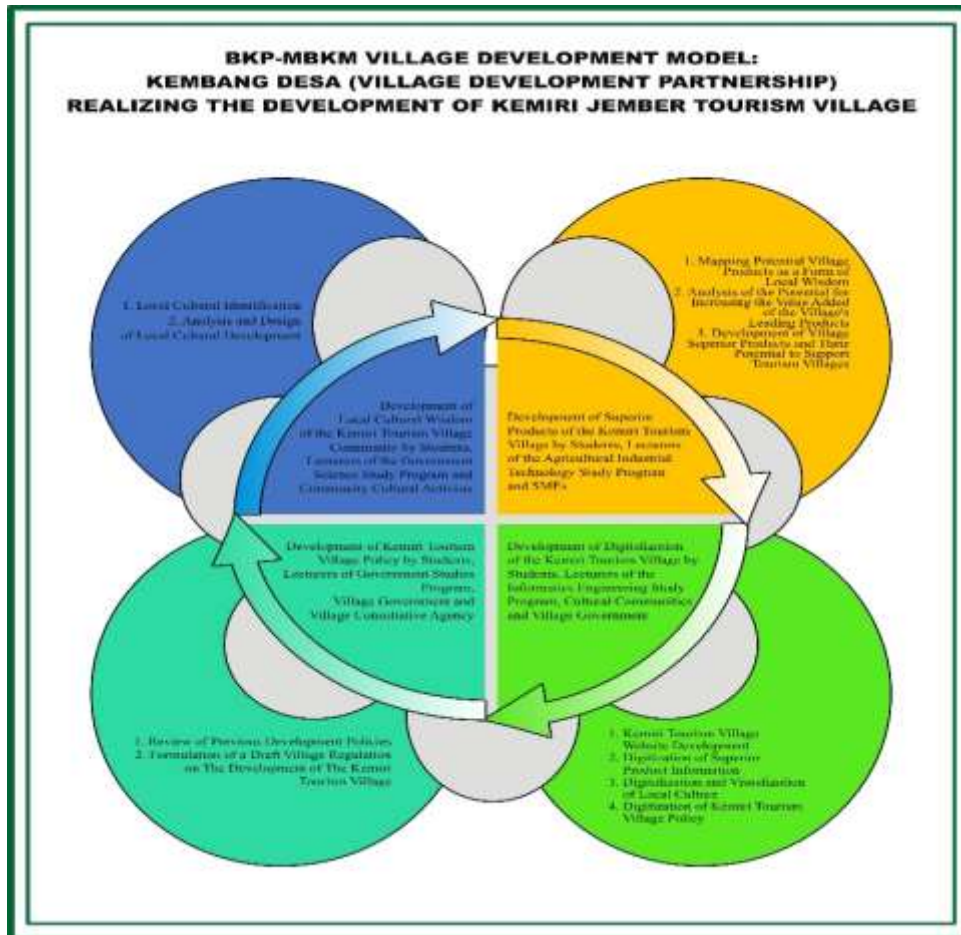 BKP-MBKM VILLAGE DEVELOPMENT MODEL:
KEMBANG DESA (VILLAGE DEVELOPMENT PARTNERSHIP)
REALIZING THE DEVELOPMENT OF KEMIRI JEMBER TOURISM VILLAGE
1. Local Cultural Identification
2. Analysis and Design
of Local Cultural Development
1. Mapping Potential Village
Products as a Form of
Local Wisdom
2. Analysis of the Potential for
Increasing the Value Added
of the Village's
Leading Products
3. Development of Village
Superior Products and Their
Potential to Support
Tourism Villages
Development of
Local Cultural Wisdom
of the Kemiri Tourism Village
Community by Students,
Lecturers of the Government
Science Study Program and
Community Cultural Activists
Development of Superior
Products of the Kemiri Tourism
Village by Students, Lecturers
of the Agricultural Industrial
Technology Study Program
and SMEs
Development of Kemiri Tourism
Village Policy by Students,
Lecturers of Government Studies
Program,
Village Government and
Village Consultative Agency
Development of Digitalization
of the Kemiri Tourism Village by
Students, Lecturers of the
Informatics Engineering Study
Program, Cultural Communities
and Village Government
1. Review of Previous Development Policies
2. Formulation of a Draft Village Regulation
on The Development of The Kemiri
Tourism Village
1. Kemiri Tourism Village
Website Development
2. Digitization of Superior
Product Information
3. Digitalization and Visualization
of Local Culture
4. Digitization of Kemiri Tourism
Village Policy